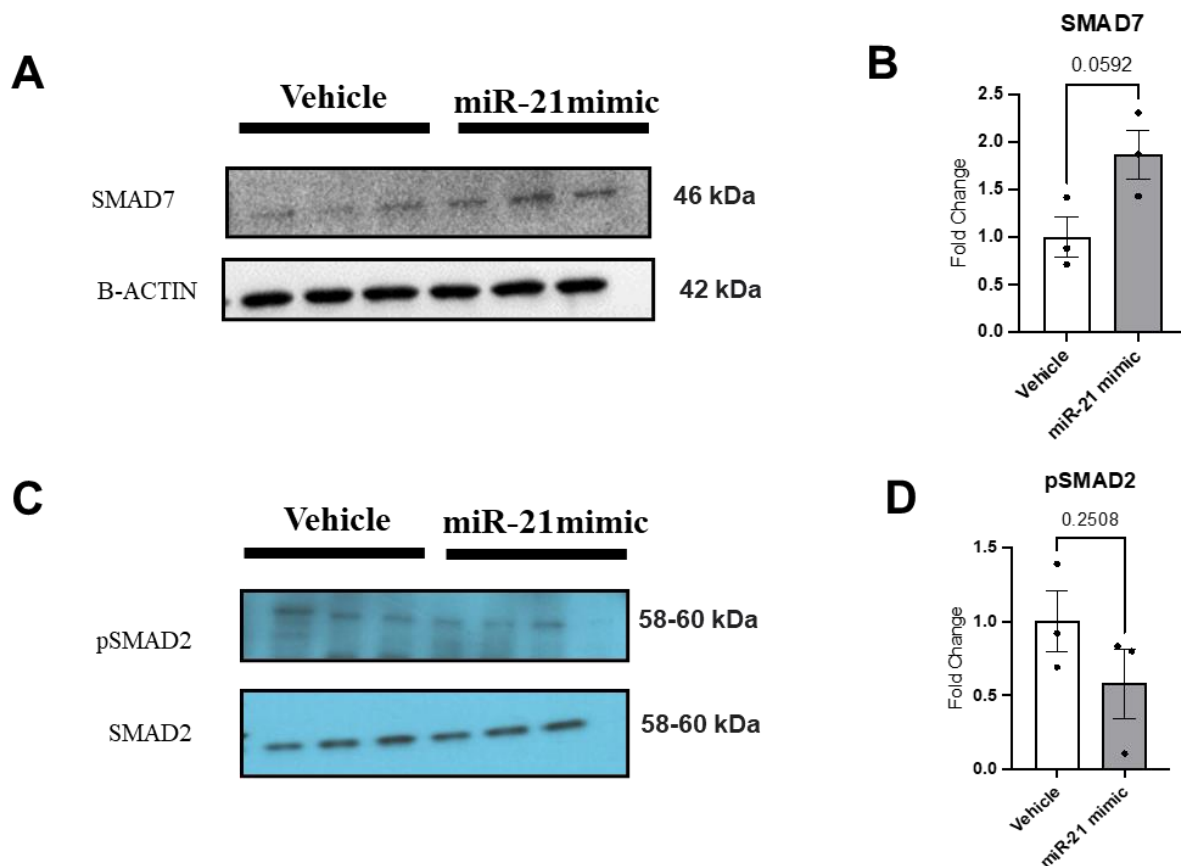 A
Vehicle
miR-21mimic
SMAD7
46 kDa
B-ACTIN
42 kDa
B
SMAD7
0.0592
2.5
2.0
1.5
1.0
0.5
0.0
Fold Change
Vehicle
miR-21 mimic
C
Vehicle
miR-21mimic
pSMAD2
58-60 kDa
SMAD2
58-60 kDa
D
pSMAD2
0.2508
1.5
1.0
0.5
0.0
Fold Change
Vehicle
miR-21 mimic